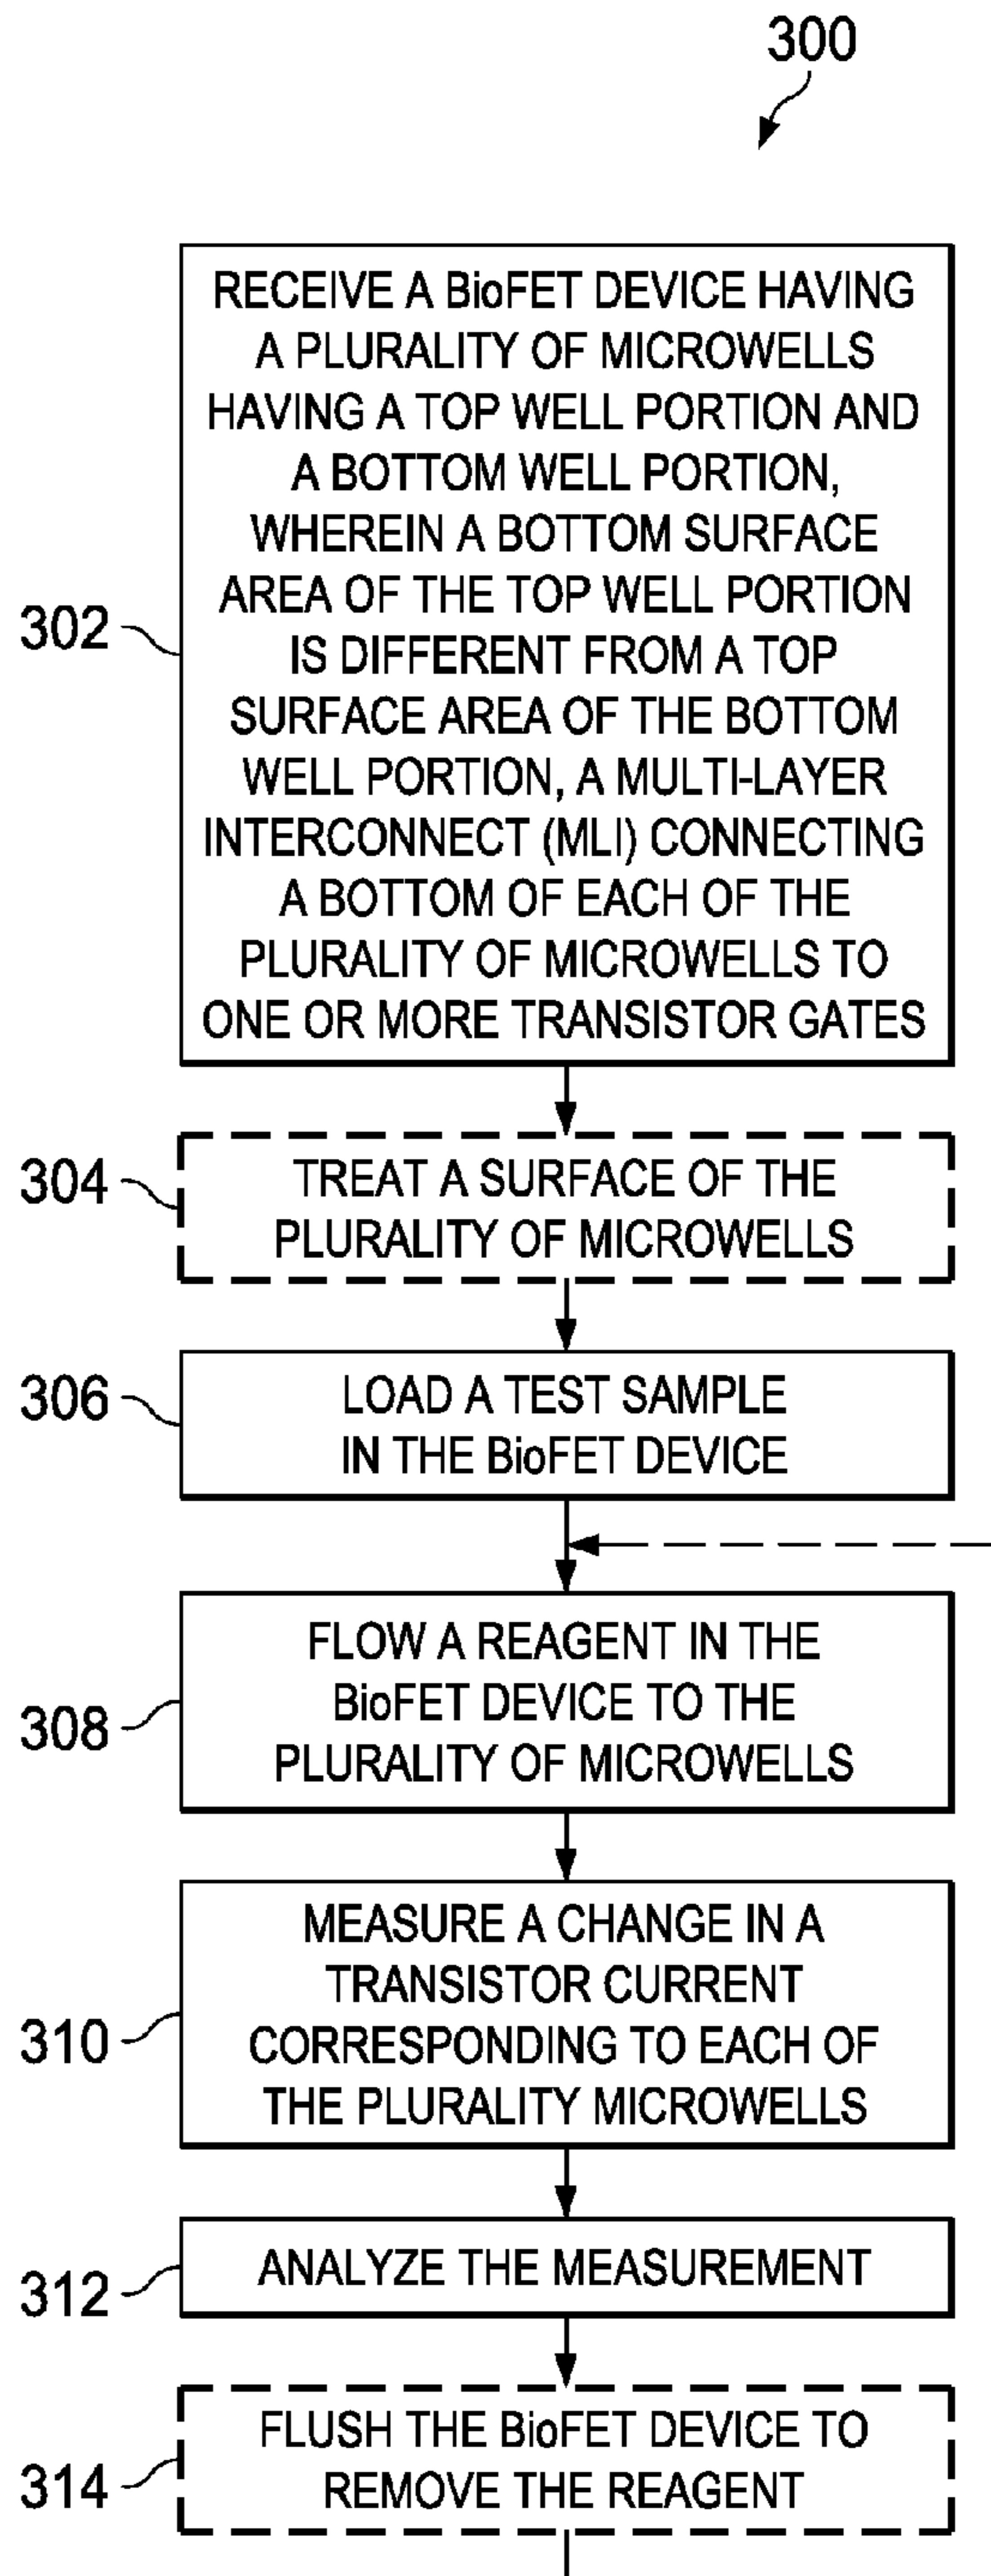 300
RECEIVE A BioFET DEVICE HAVING
A PLURALITY OF MICROWELLS
HAVING A TOP WELL PORTION AND
A BOTTOM WELL PORTION,
WHEREIN A BOTTOM SURFACE
AREA OF THE TOP WELL PORTION
IS DIFFERENT FROM A TOP
SURFACE AREA OF THE BOTTOM
WELL PORTION, A MULTI-LAYER
INTERCONNECT (MLI) CONNECTING
A BOTTOM OF EACH OF THE
PLURALITY OF MICROWELLS TO
ONE OR MORE TRANSISTOR GATES
302
TREAT A SURFACE OF THE
PLURALITY OF MICROWELLS
304
LOAD A TEST SAMPLE
IN THE BioFET DEVICE
306
FLOW A REAGENT IN THE
BioFET DEVICE TO THE
PLURALITY OF MICROWELLS
308
MEASURE A CHANGE IN A
TRANSISTOR CURRENT
CORRESPONDING TO EACH OF
THE PLURALITY MICROWELLS
310
ANALYZE THE MEASUREMENT
312
FLUSH THE BioFET DEVICE TO
REMOVE THE REAGENT
314